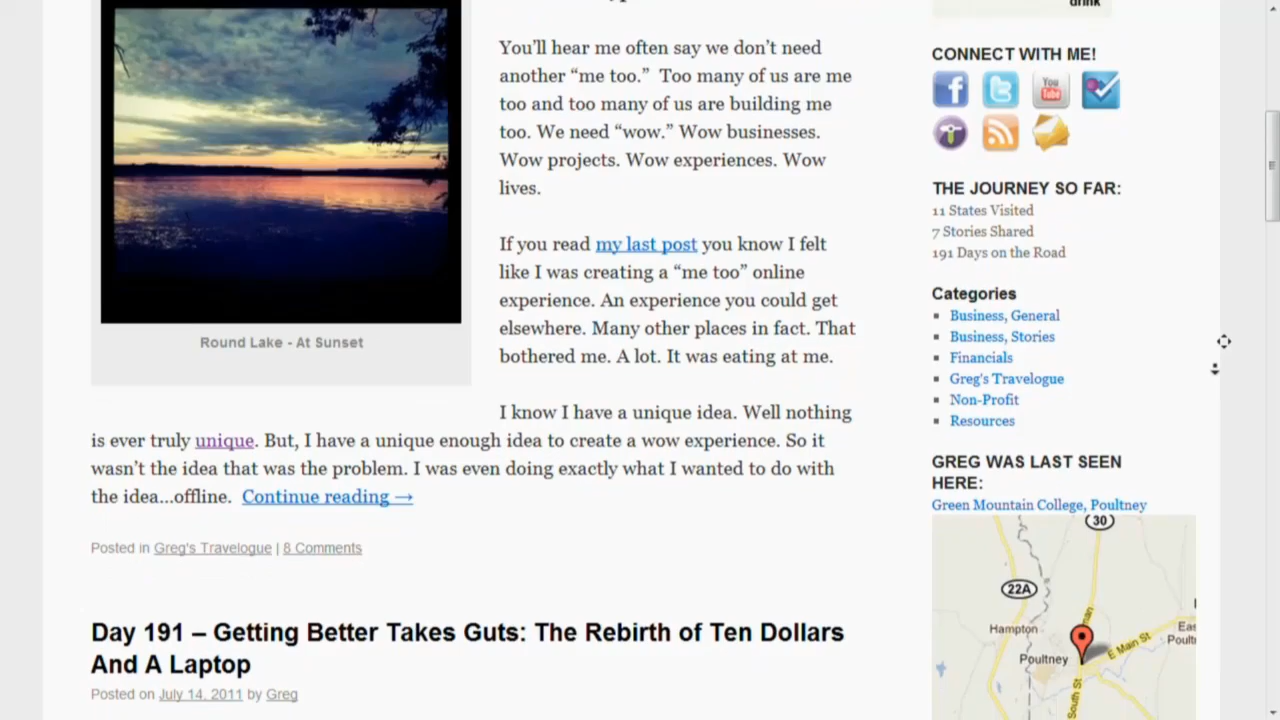 drink
You'll hear me often say we don't need
another “me too.”  Too many of us are me
too and too many of us are building me
too. We need “wow.” Wow businesses.
Wow projects. Wow experiences. Wow
lives.
If you read my last post you know I felt
like I was creating a “me too” online
experience. An experience you could get
elsewhere. Many other places in fact. That
bothered me. A lot. It was eating at me.
Round Lake - At Sunset
I know I have a unique idea. Well nothing
is ever truly unique. But, I have a unique enough idea to create a wow experience. So it
wasn't the idea that was the problem. I was even doing exactly what I wanted to do with
the idea…offline.  Continue reading →
Posted in Greg's Travelogue | 8 Comments
Day 191 – Getting Better Takes Guts: The Rebirth of Ten Dollars
And A Laptop
Posted on July 14, 2011 by Greg
CONNECT WITH ME!
You
Tube
THE JOURNEY SO FAR:
11 States Visited
7 Stories Shared
191 Days on the Road
Categories
Business, General
Business, Stories
Financials
Greg's Travelogue
Non-Profit
Resources
GREG WAS LAST SEEN
HERE:
Green Mountain College, Poultney
30
22A
Hampton
Poultney
E Main St
South St